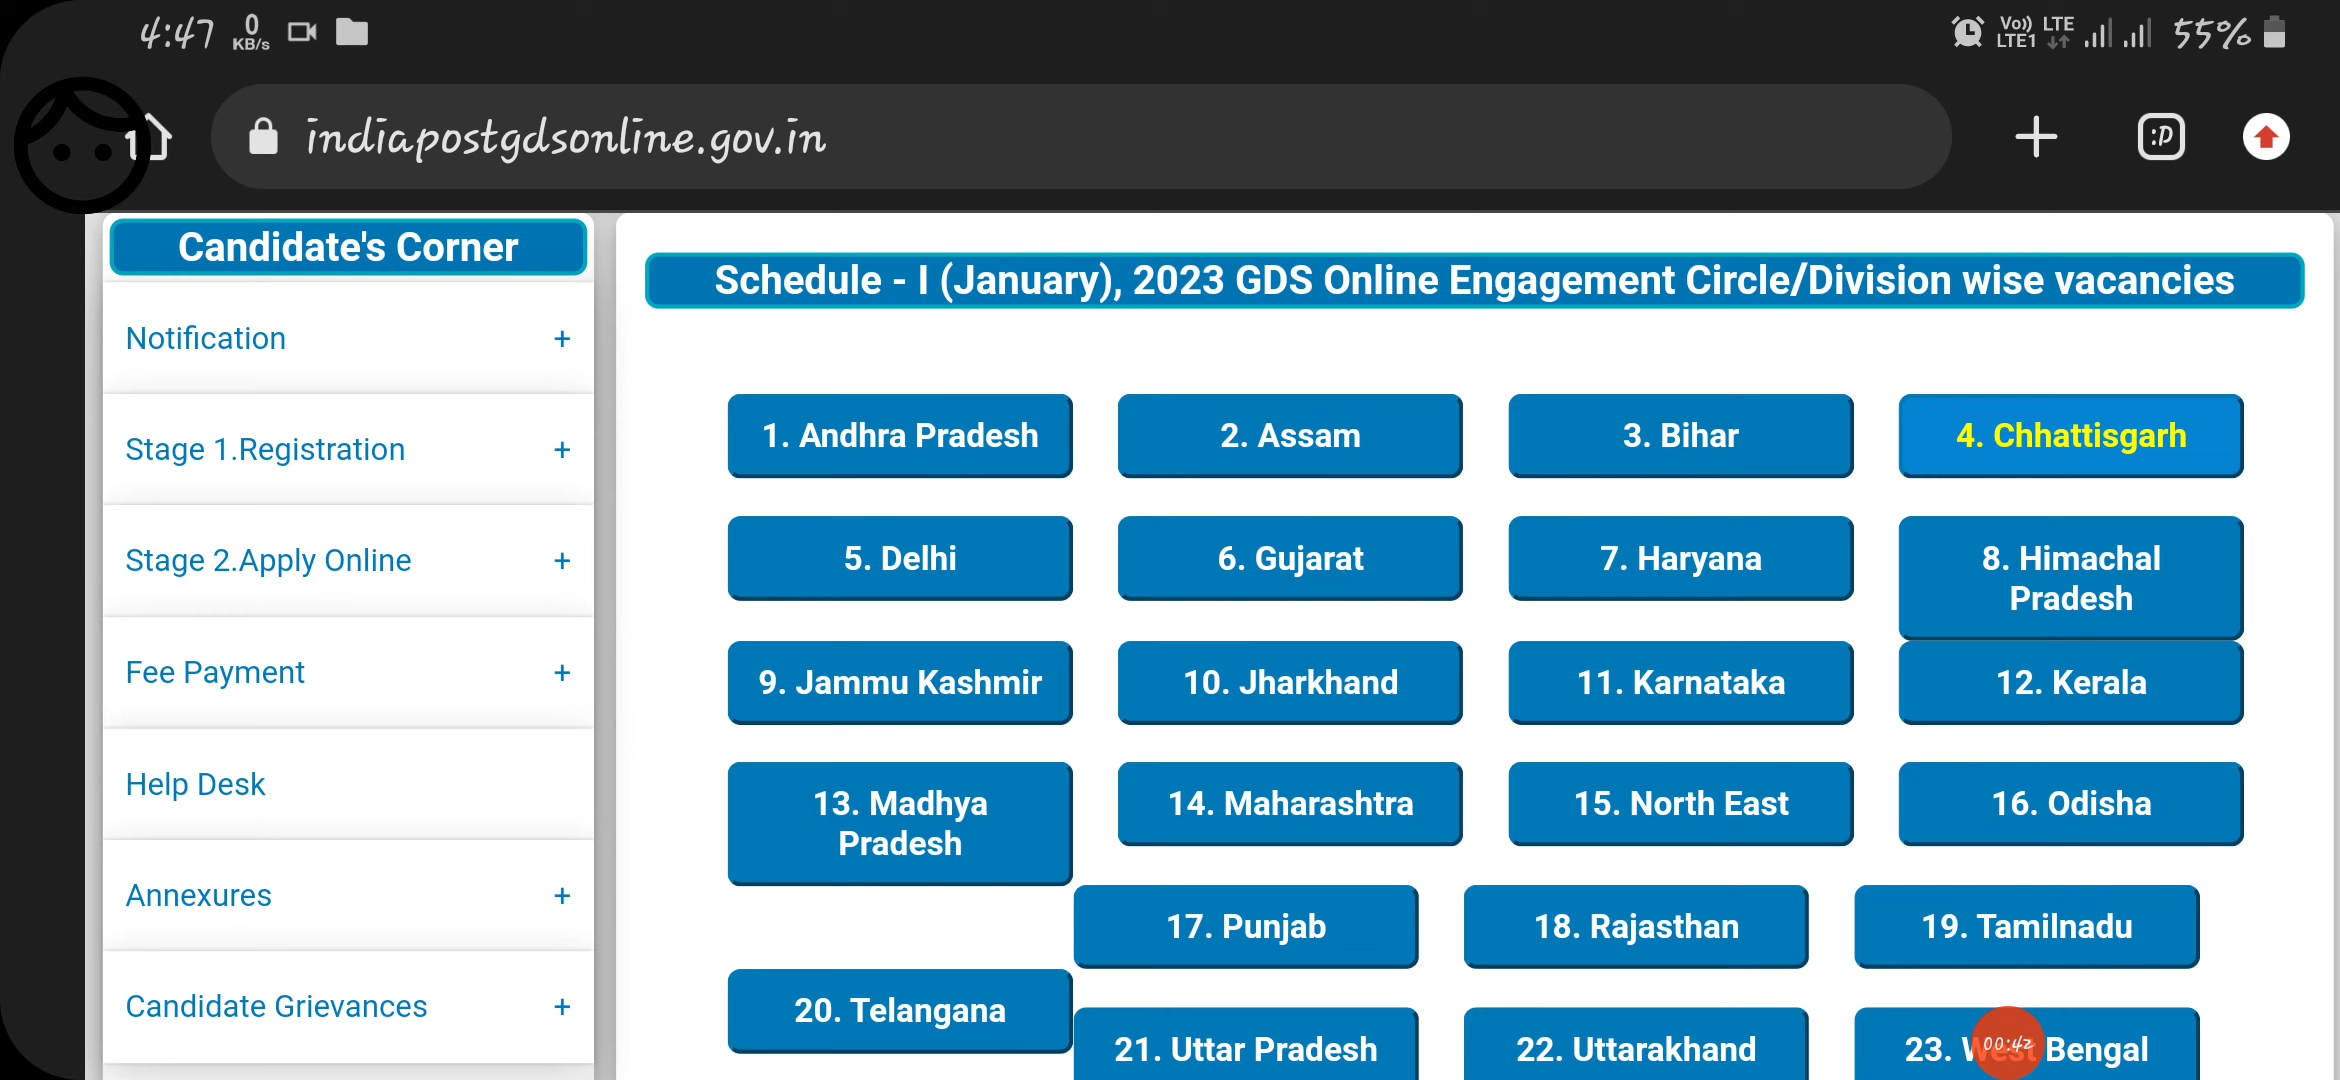 4:47
0
KB/s
Vo))
LTE1
LTE
55%
indiapostgdsonline.gov.in
:D
Candidate's Corner
Notification +
Stage 1.Registration +
Stage 2.Apply Online +
Fee Payment +
Help Desk
Annexures +
Candidate Grievances +
Schedule - I (January), 2023 GDS Online Engagement Circle/Division wise vacancies
1. Andhra Pradesh
2. Assam
3. Bihar
4. Chhattisgarh
5. Delhi
6. Gujarat
7. Haryana
8. Himachal
Pradesh
9. Jammu Kashmir
10. Jharkhand
11. Karnataka
12. Kerala
13. Madhya
Pradesh
14. Maharashtra
15. North East
16. Odisha
17. Punjab
18. Rajasthan
19. Tamilnadu
20. Telangana
21. Uttar Pradesh
22. Uttarakhand
23. West Bengal
00:42